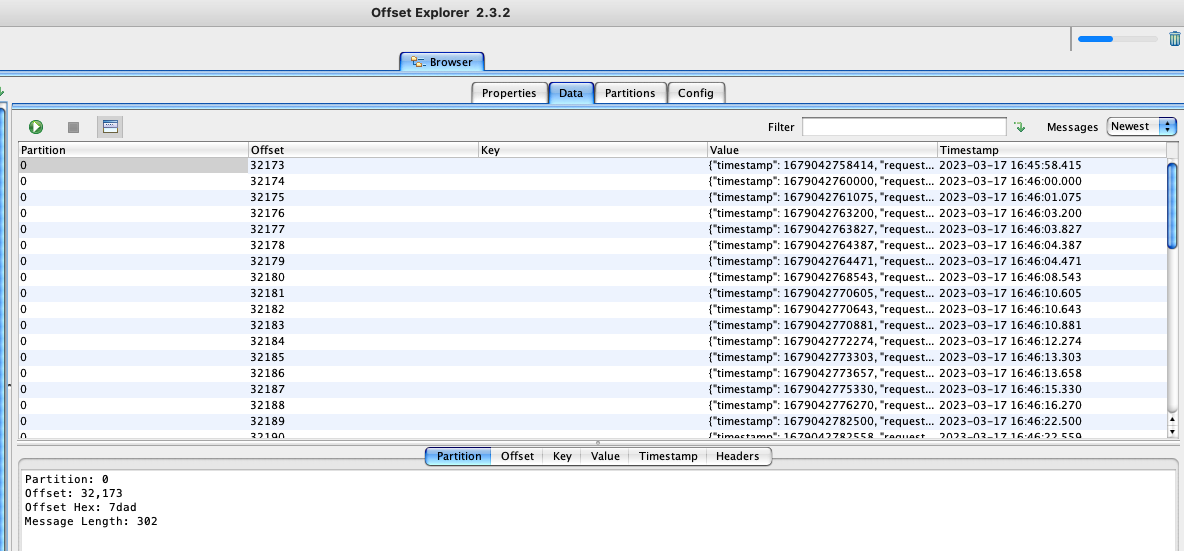 Offset Explorer 2.3.2
Browser
Properties Data Partitions Config
Filter Messages Newest
Partition Offset Key Value Timestamp
0 32173 {"timestamp": 1679042758414, "request... 2023-03-17 16:45:58.415
0 32174 {"timestamp": 1679042760000, "request... 2023-03-17 16:46:00.000
0 32175 {"timestamp": 1679042761075, "request... 2023-03-17 16:46:01.075
0 32176 {"timestamp": 1679042763200, "request... 2023-03-17 16:46:03.200
0 32177 {"timestamp": 1679042763827, "request... 2023-03-17 16:46:03.827
0 32178 {"timestamp": 1679042764387, "request... 2023-03-17 16:46:04.387
0 32179 {"timestamp": 1679042764471, "request... 2023-03-17 16:46:04.471
0 32180 {"timestamp": 1679042768543, "request... 2023-03-17 16:46:08.543
0 32181 {"timestamp": 1679042770605, "request... 2023-03-17 16:46:10.605
0 32182 {"timestamp": 1679042770643, "request... 2023-03-17 16:46:10.643
0 32183 {"timestamp": 1679042770881, "request... 2023-03-17 16:46:10.881
0 32184 {"timestamp": 1679042772274, "request... 2023-03-17 16:46:12.274
0 32185 {"timestamp": 1679042773303, "request... 2023-03-17 16:46:13.303
0 32186 {"timestamp": 1679042773657, "request... 2023-03-17 16:46:13.658
0 32187 {"timestamp": 1679042775330, "request... 2023-03-17 16:46:15.330
0 32188 {"timestamp": 1679042776270, "request... 2023-03-17 16:46:16.270
0 32189 {"timestamp": 1679042782500, "request... 2023-03-17 16:46:22.500
0 32190 {"timestamp": 1679042782558, "request... 2023-03-17 16:46:22.559
Partition Offset Key Value Timestamp Headers
Partition: 0
Offset: 32,173
Offset Hex: 7dad
Message Length: 302